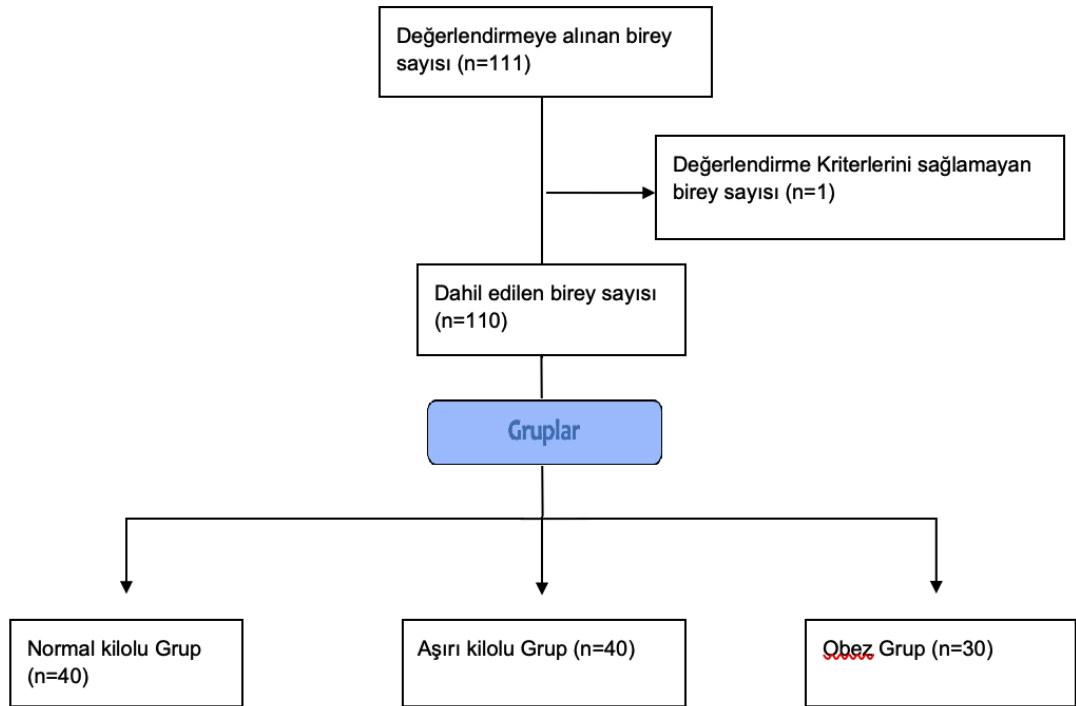 Değerlendirmeye alınan birey
sayısı (n=111)
Değerlendirme Kriterlerini sağlamayan
birey sayısı (n=1)
Dahil edilen birey sayısı
(n=110)
Gruplar
Normal kilolu Grup
(n=40)
Aşırı kilolu Grup (n=40)
Obez Grup (n=30)